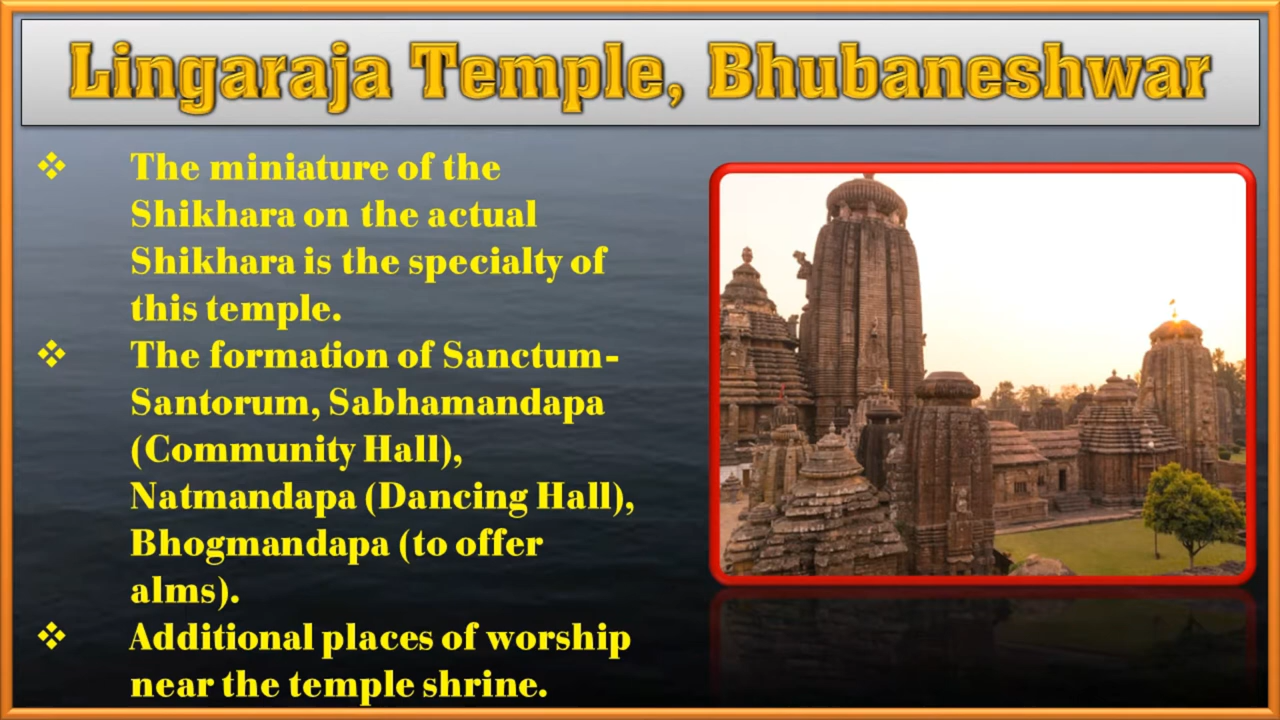 Lingaraja Temple, Bhubaneshwar
❖ The miniature of the
Shikhara on the actual
Shikhara is the specialty of
this temple.
❖ The formation of Sanctum-
Santorum, Sabhamandapa
(Community Hall),
Natmandapa (Dancing Hall),
Bhogmandapa (to offer
alms).
❖ Additional places of worship
near the temple shrine.